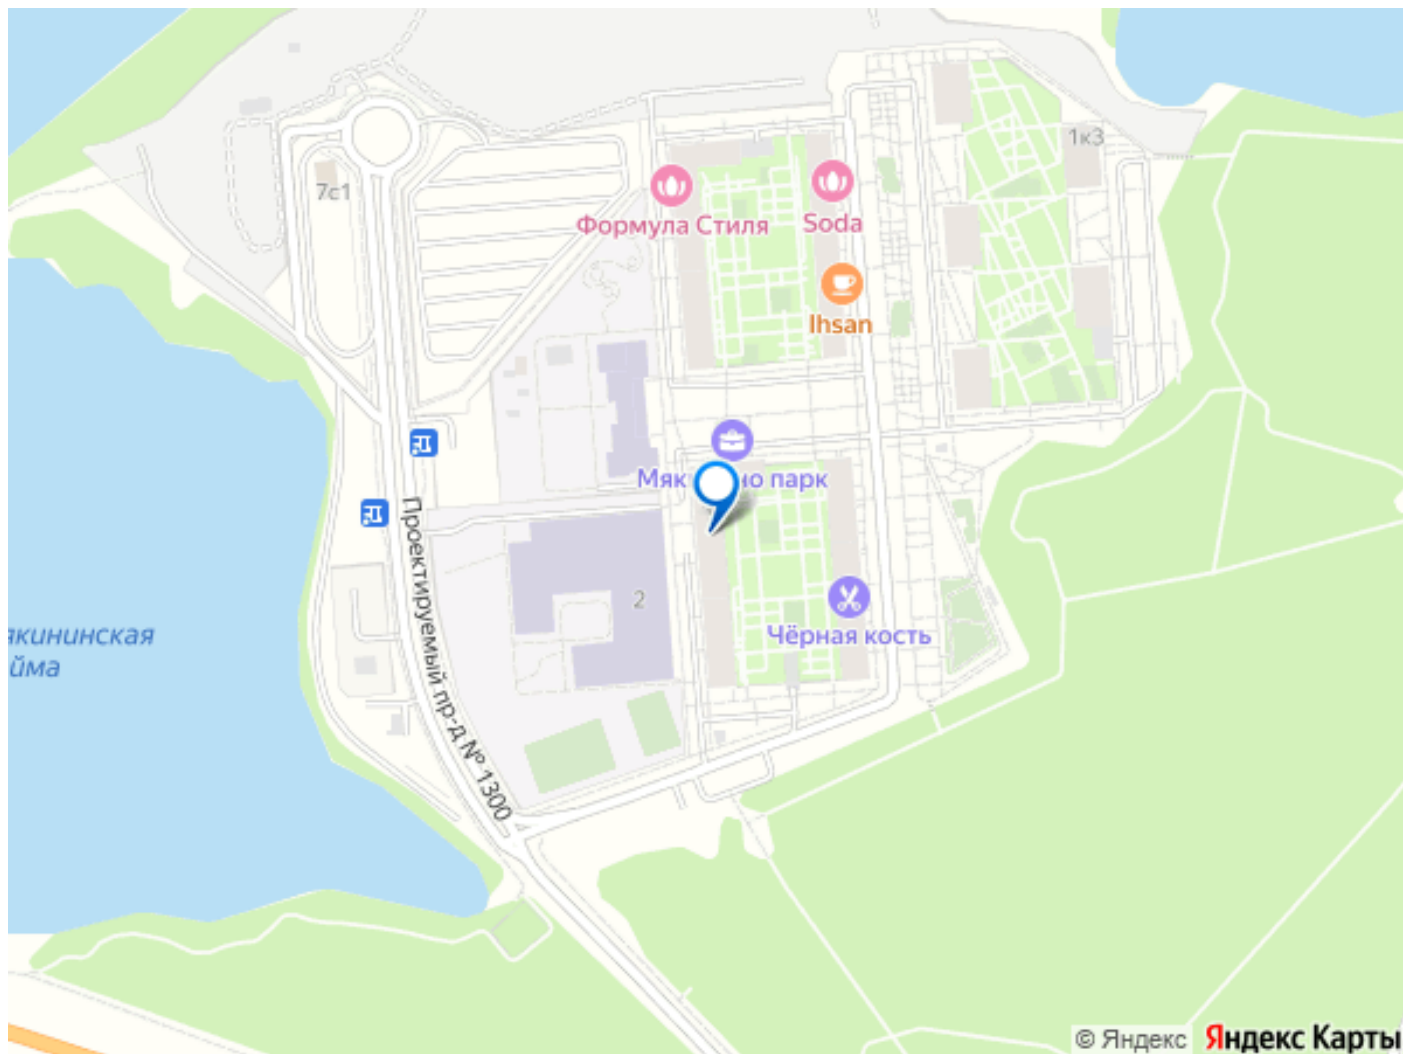 1к3
7с1
Формула Стиля
Soda
Ihsan
Мяк но парк
Проектируемый пр-д № 1300
2
Чёрная кость
якининская
йма
© Яндекс Яндекс Карты